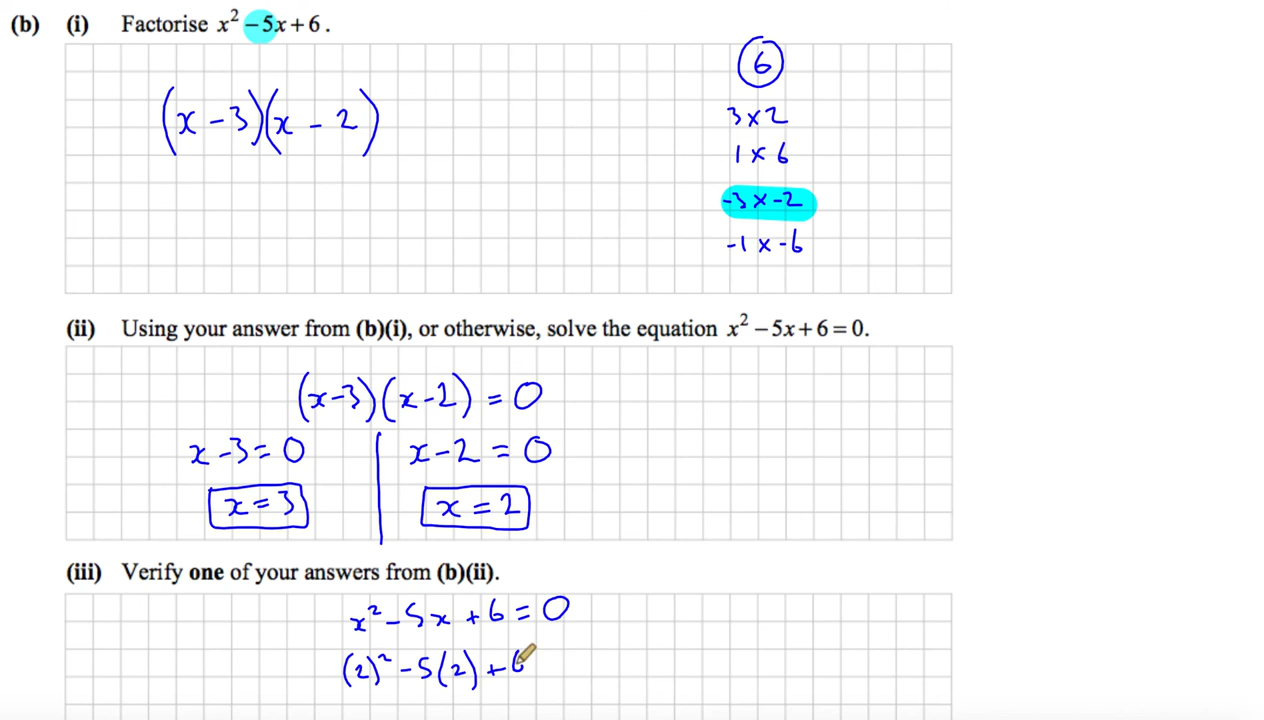 (b) (i) Factorise x² − 5x + 6 .
(x − 3)(x − 2)
6
3 x 2
1 x 6
-3 x -2
-1 x -6
(ii) Using your answer from (b)(i), or otherwise, solve the equation x² − 5x + 6 = 0.
(x-3)(x-2) = 0
x - 3 = 0
x = 3
x - 2 = 0
x = 2
(iii) Verify one of your answers from (b)(ii).
x² - 5x + 6 = 0
(2)² - 5(2) + 6